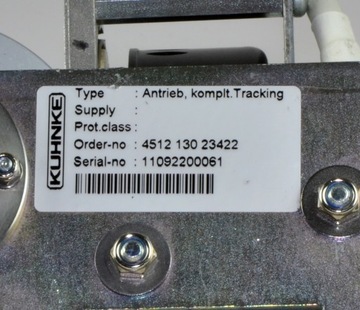 KUHNKE
Type : Antrieb, komplt.Tracking
Supply :
Prot.class :
Order-no : 4512 130 23422
Serial-no : 11092200061